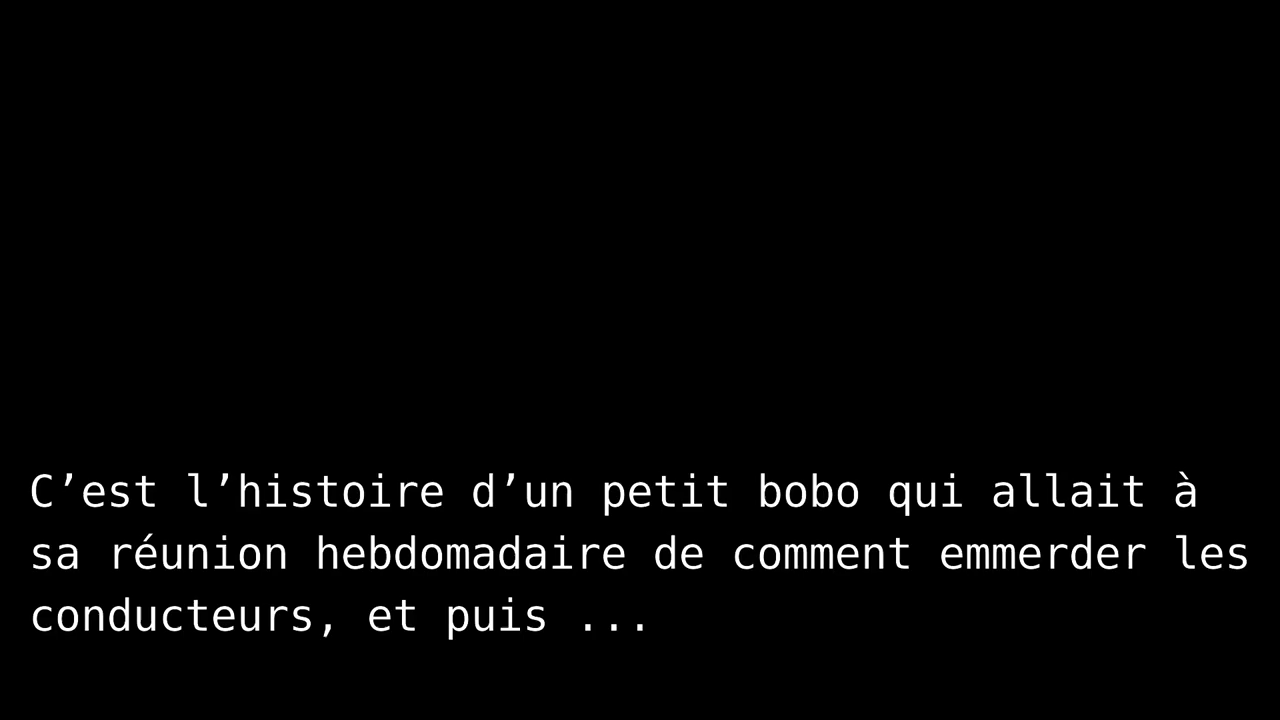 C’est l’histoire d’un petit bobo qui allait à
sa réunion hebdomadaire de comment emmerder les
conducteurs, et puis ...